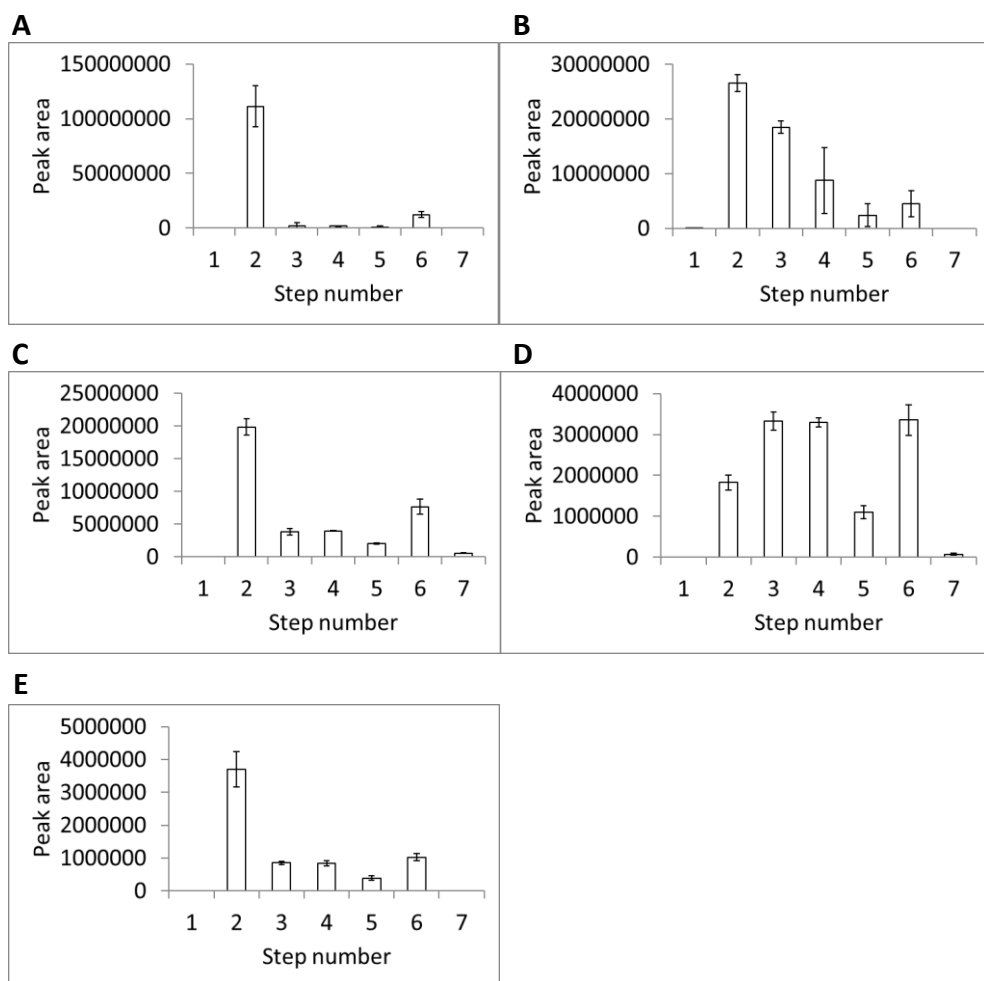 A
Peak area
150000000
100000000
50000000
0
1 2 3 4 5 6 7
Step number
B
Peak area
30000000
20000000
10000000
0
1 2 3 4 5 6 7
Step number
C
Peak area
25000000
20000000
15000000
10000000
5000000
0
1 2 3 4 5 6 7
Step number
D
Peak area
4000000
3000000
2000000
1000000
0
1 2 3 4 5 6 7
Step number
E
Peak area
5000000
4000000
3000000
2000000
1000000
0
1 2 3 4 5 6 7
Step number